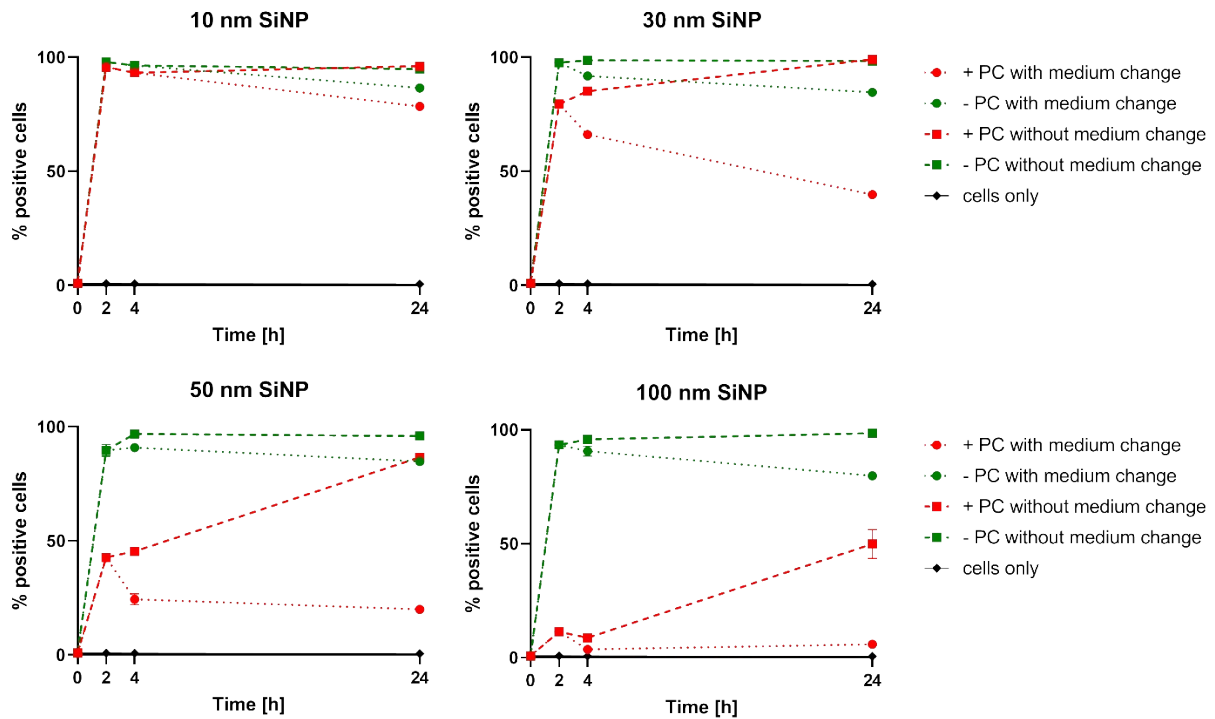 10 nm SiNP
% positive cells
100
50
0
0 2 4 24
Time [h]
30 nm SiNP
% positive cells
100
50
0
0 2 4 24
Time [h]
+ PC with medium change
- PC with medium change
+ PC without medium change
- PC without medium change
cells only
50 nm SiNP
% positive cells
100
50
0
0 2 4 24
Time [h]
100 nm SiNP
% positive cells
100
50
0
0 2 4 24
Time [h]
+ PC with medium change
- PC with medium change
+ PC without medium change
- PC without medium change
cells only